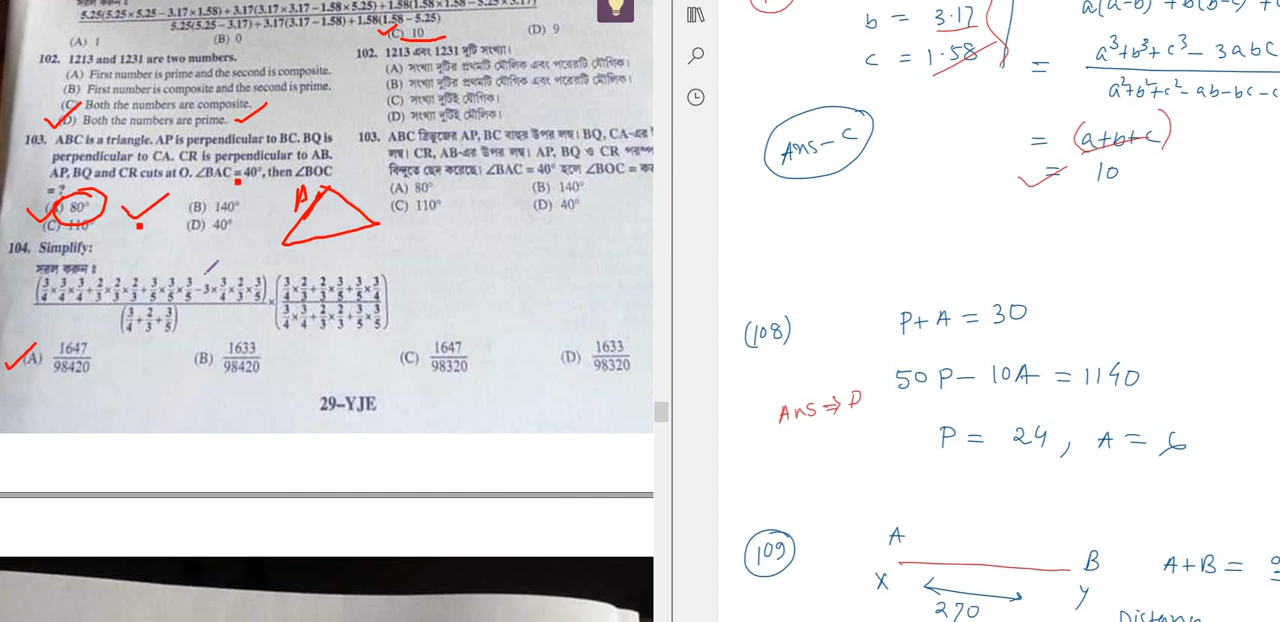 5.25(5.25 × 5.25 − 3.17 × 1.58) + 3.17(3.17 × 3.17 − 1.58 × 5.25) + 1.58(1.58 × 1.58 − 5.25 × 3.17)
5.25(5.25 − 3.17) + 3.17(3.17 − 1.58) + 1.58(1.58 − 5.25)
(A) 1
(B) 0
(C) 10
(D) 9
102. 1213 and 1231 are two numbers.
(A) First number is prime and the second is composite.
(B) First number is composite and the second is prime.
(C) Both the numbers are composite.
(D) Both the numbers are prime.
102. 1213 এবং 1231 দুটি সংখ্যা।
(A) সংখ্যা দুটির প্রথমটি মৌলিক এবং পরেরটি যৌগিক।
(B) সংখ্যা দুটির প্রথমটি যৌগিক এবং পরেরটি মৌলিক।
(C) সংখ্যা দুটিই যৌগিক।
(D) সংখ্যা দুটিই মৌলিক।
103. ABC is a triangle. AP is perpendicular to BC. BQ is
perpendicular to CA. CR is perpendicular to AB.
AP, BQ and CR cuts at O. ∠BAC = 40°, then ∠BOC
= ?
(A) 80°
(B) 140°
(C) 110°
(D) 40°
103. ABC ত্রিভুজের AP, BC বাহুর উপর লম্ব। BQ, CA-এর
লম্ব। CR, AB-এর উপর লম্ব। AP, BQ ও CR
বিন্দুতে ছেদ করেছে। ∠BAC = 40° হলে ∠BOC =
(A) 80°
(B) 140°
(C) 110°
(D) 40°
A
104. Simplify:
সরল করুন :
(3/4 × 3/4 × 3/4 + 2/3 × 2/3 × 2/3 + 3/5 × 3/5 × 3/5 − 3 × 3/4 × 2/3 × 3/5) × (3/4 × 2/3 + 2/3 × 3/5 + 3/5 × 3/4)
(3/4 + 2/3 + 3/5) (3/4 × 3/4 + 2/3 × 2/3 + 3/5 × 3/5)
(A) 1647/98420
(B) 1633/98420
(C) 1647/98320
(D) 1633/98320
29–YJE
b = 3.17
c = 1.58
= a³+b³+c³ − 3abc
a²+b²+c² − ab − bc − c
Ans − C
= (a+b+c)
= 10
(108)
P + A = 30
50P − 10A = 1140
Ans ⇒ D
P = 24, A = 6
109
A
B
X
Y
270
A + B =
Distance